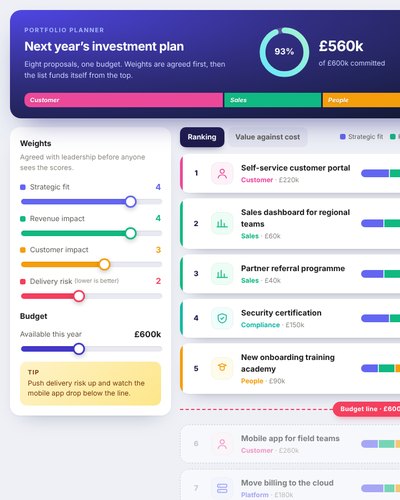 PORTFOLIO PLANNER
Next year's investment plan
Eight proposals, one budget. Weights are agreed first, then
the list funds itself from the top.
93%
£560k
of £600k committed
Customer
Sales
People
Weights
Agreed with leadership before anyone
sees the scores.
Strategic fit 4
Revenue impact 4
Customer impact 3
Delivery risk (lower is better) 2
Budget
Available this year £600k
TIP
Push delivery risk up and watch the
mobile app drop below the line.
Ranking
Value against cost
Strategic fit
1
Self-service customer portal
Customer · £220k
2
Sales dashboard for regional
teams
Sales · £60k
3
Partner referral programme
Sales · £40k
4
Security certification
Compliance · £150k
5
New onboarding training
academy
People · £90k
Budget line · £600
6
Mobile app for field teams
Customer · £260k
7
Move billing to the cloud
Platform · £180k